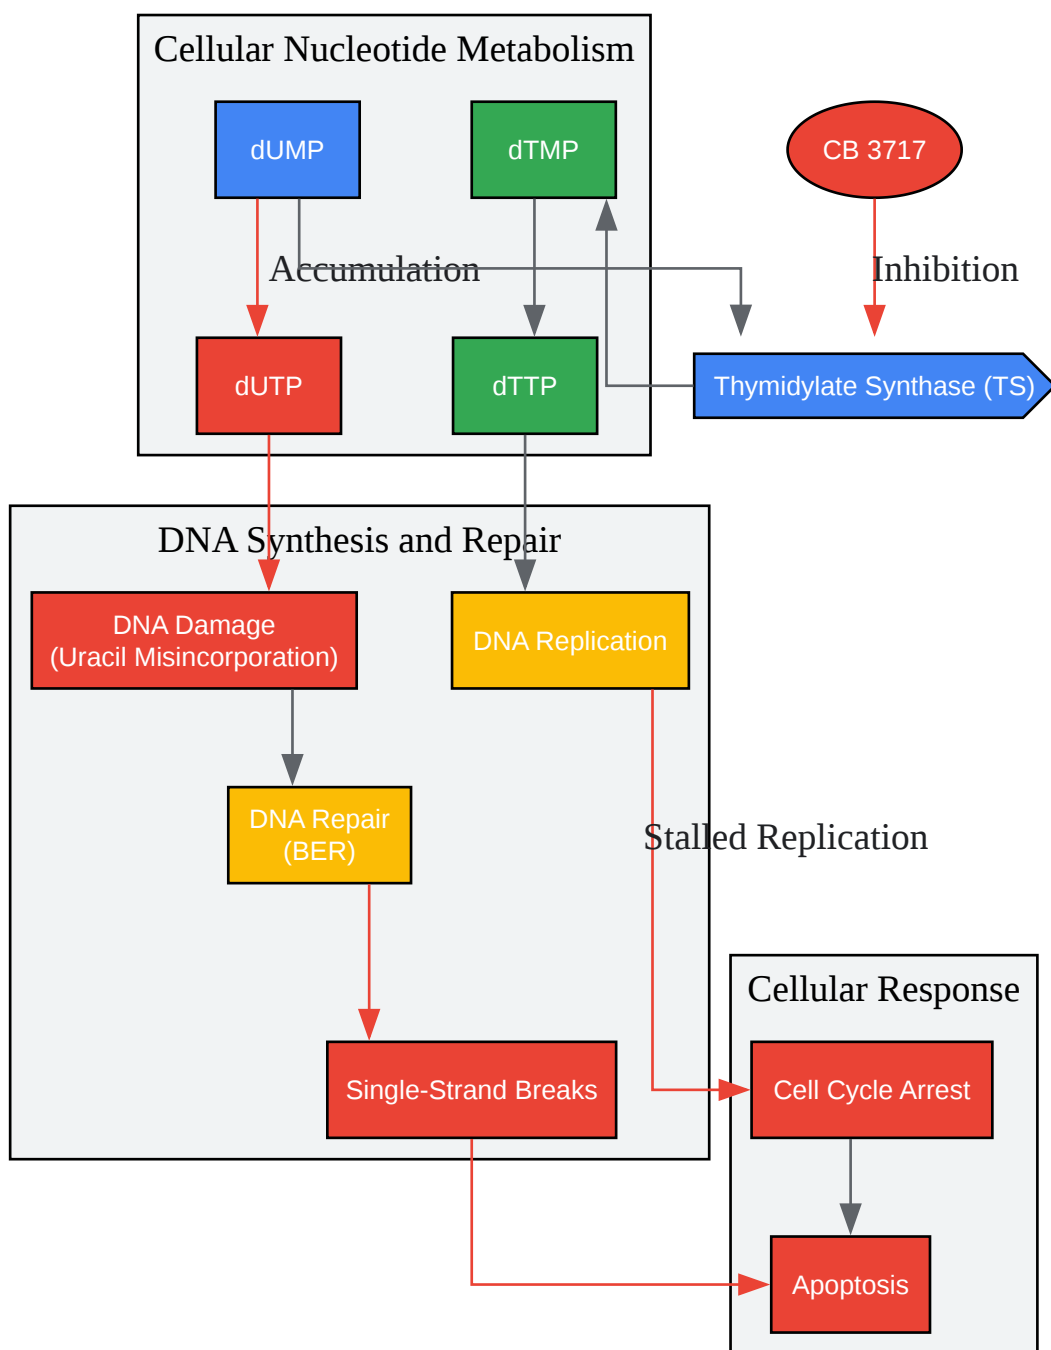 Cellular Nucleotide Metabolism
dUMP
dTMP
CB 3717
Accumulation
Inhibition
dUTP
dTTP
Thymidylate Synthase (TS)
DNA Synthesis and Repair
DNA Damage
(Uracil Misincorporation)
DNA Replication
DNA Repair
(BER)
Stalled Replication
Cellular Response
Single-Strand Breaks
Cell Cycle Arrest
Apoptosis